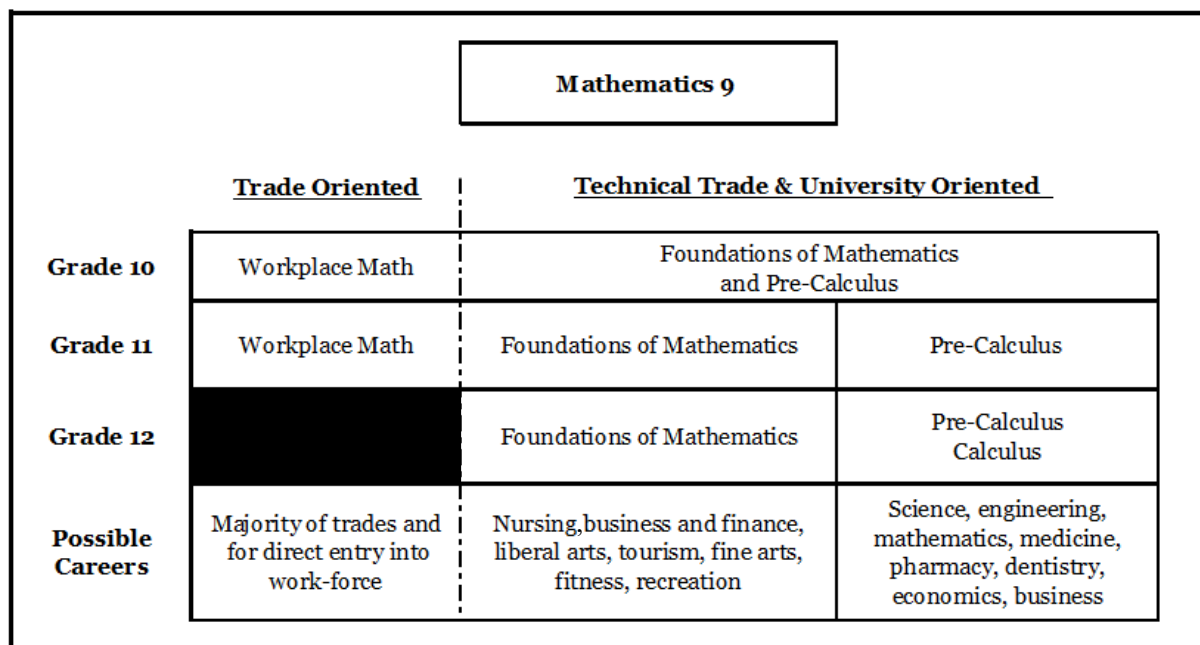 Mathematics 9
Trade Oriented
Technical Trade & University Oriented
Grade 10
Workplace Math
Foundations of Mathematics
and Pre-Calculus
Grade 11
Workplace Math
Foundations of Mathematics
Pre-Calculus
Grade 12
Foundations of Mathematics
Pre-Calculus
Calculus
Possible
Careers
Majority of trades and
for direct entry into
work-force
Nursing,business and finance,
liberal arts, tourism, fine arts,
fitness, recreation
Science, engineering,
mathematics, medicine,
pharmacy, dentistry,
economics, business